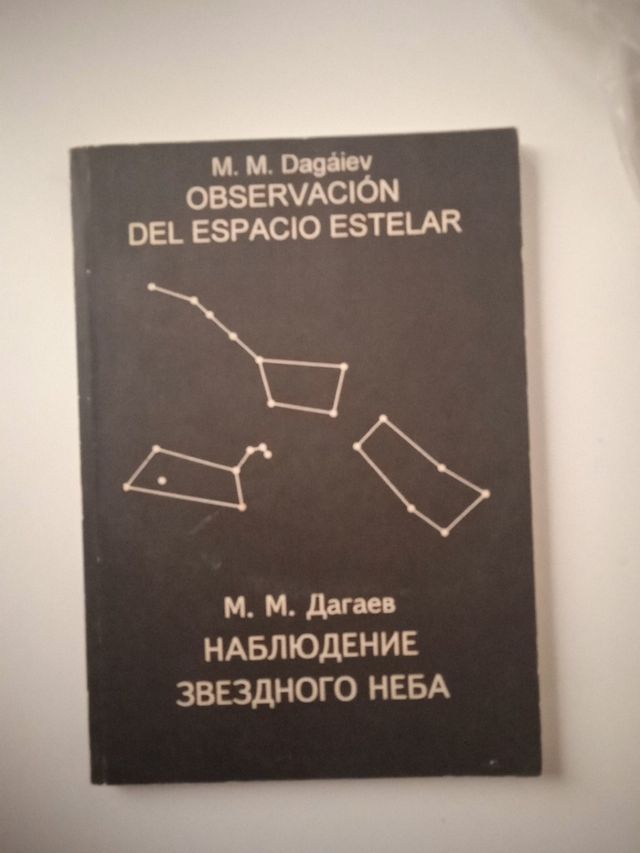 M. M. Dagáiev
OBSERVACIÓN
DEL ESPACIO ESTELAR
М. М. Дагаев
НАБЛЮДЕНИЕ
ЗВЕЗДНОГО НЕБА